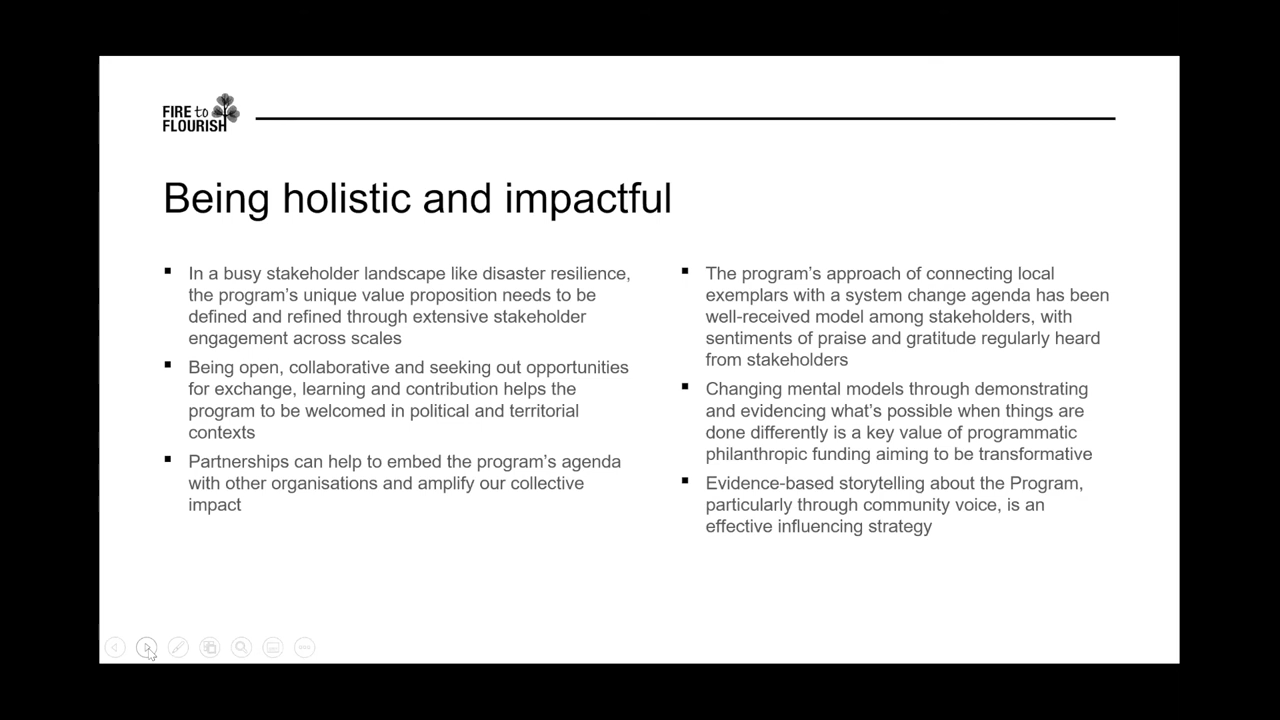 FIRE to
FLOURISH
Being holistic and impactful
In a busy stakeholder landscape like disaster resilience,
the program's unique value proposition needs to be
defined and refined through extensive stakeholder
engagement across scales
Being open, collaborative and seeking out opportunities
for exchange, learning and contribution helps the
program to be welcomed in political and territorial
contexts
Partnerships can help to embed the program's agenda
with other organisations and amplify our collective
impact
The program's approach of connecting local
exemplars with a system change agenda has been
well-received model among stakeholders, with
sentiments of praise and gratitude regularly heard
from stakeholders
Changing mental models through demonstrating
and evidencing what's possible when things are
done differently is a key value of programmatic
philanthropic funding aiming to be transformative
Evidence-based storytelling about the Program,
particularly through community voice, is an
effective influencing strategy